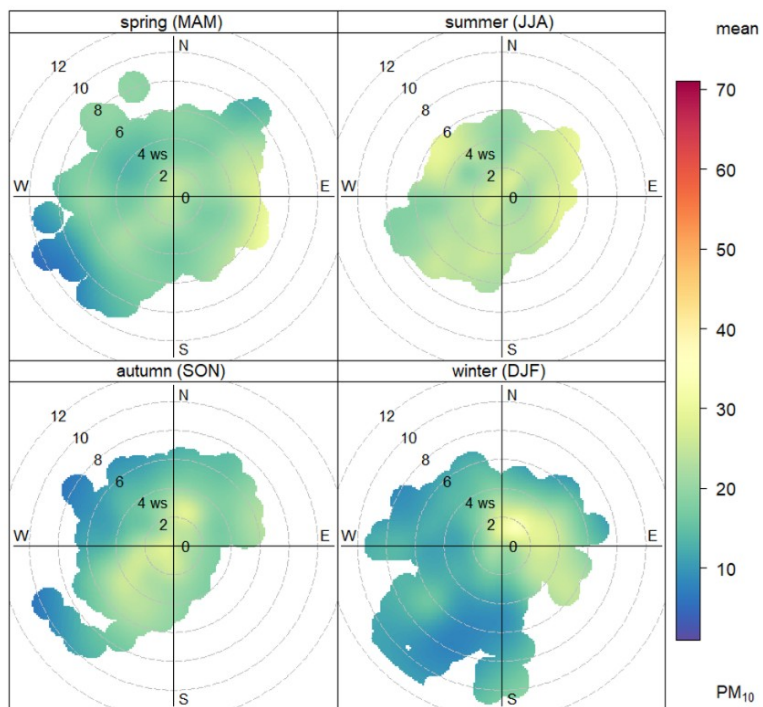 spring (MAM)
N
12
10
8
6
4 ws
2
0
W
E
S
summer (JJA)
N
12
10
8
6
4 ws
2
0
W
E
S
autumn (SON)
N
12
10
8
6
4 ws
2
0
W
E
S
winter (DJF)
N
12
10
8
6
4 ws
2
0
W
E
S
mean
70
60
50
40
30
20
10
PM₁₀